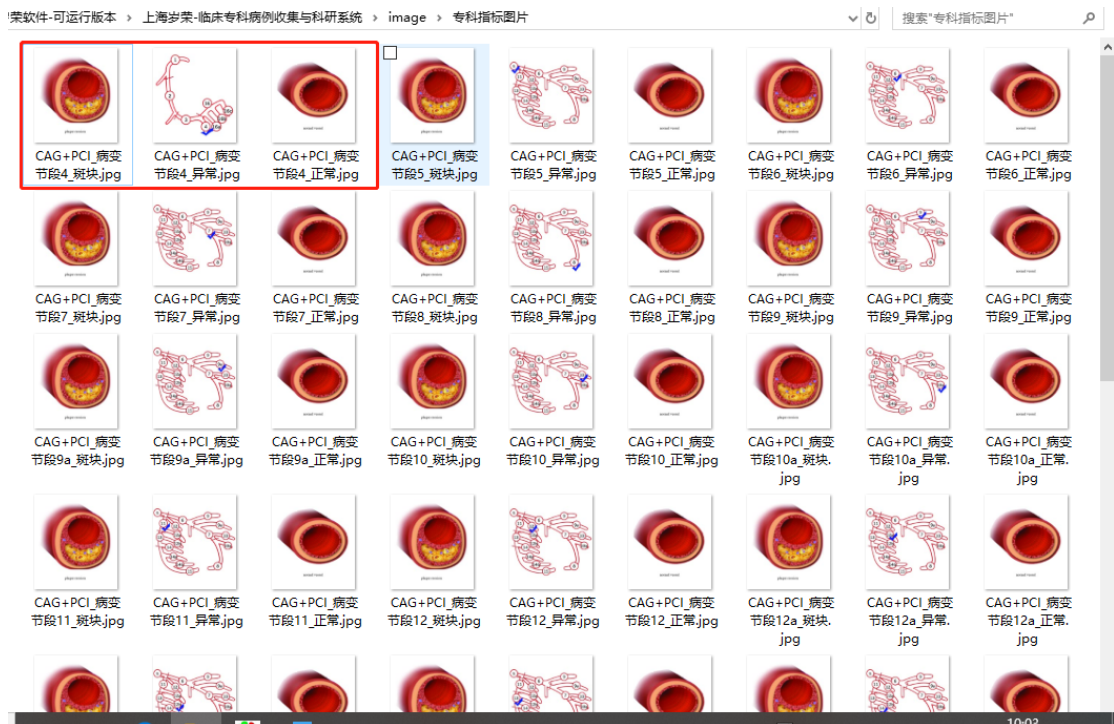 荣软件-可运行版本 › 上海岁荣-临床专科病例收集与科研系统 › image › 专科指标图片
搜索"专科指标图片"
CAG+PCI_病变
节段4_斑块.jpg
CAG+PCI_病变
节段4_异常.jpg
CAG+PCI_病变
节段4_正常.jpg
CAG+PCI_病变
节段5_斑块.jpg
CAG+PCI_病变
节段5_异常.jpg
CAG+PCI_病变
节段5_正常.jpg
CAG+PCI_病变
节段6_斑块.jpg
CAG+PCI_病变
节段6_异常.jpg
CAG+PCI_病变
节段6_正常.jpg
CAG+PCI_病变
节段7_斑块.jpg
CAG+PCI_病变
节段7_异常.jpg
CAG+PCI_病变
节段7_正常.jpg
CAG+PCI_病变
节段8_斑块.jpg
CAG+PCI_病变
节段8_异常.jpg
CAG+PCI_病变
节段8_正常.jpg
CAG+PCI_病变
节段9_斑块.jpg
CAG+PCI_病变
节段9_异常.jpg
CAG+PCI_病变
节段9_正常.jpg
CAG+PCI_病变
节段9a_斑块.jpg
CAG+PCI_病变
节段9a_异常.jpg
CAG+PCI_病变
节段9a_正常.jpg
CAG+PCI_病变
节段10_斑块.jpg
CAG+PCI_病变
节段10_异常.jpg
CAG+PCI_病变
节段10_正常.jpg
CAG+PCI_病变
节段10a_斑块.
jpg
CAG+PCI_病变
节段10a_异常.
jpg
CAG+PCI_病变
节段10a_正常.
jpg
CAG+PCI_病变
节段11_斑块.jpg
CAG+PCI_病变
节段11_异常.jpg
CAG+PCI_病变
节段11_正常.jpg
CAG+PCI_病变
节段12_斑块.jpg
CAG+PCI_病变
节段12_异常.jpg
CAG+PCI_病变
节段12_正常.jpg
CAG+PCI_病变
节段12a_斑块.
jpg
CAG+PCI_病变
节段12a_异常.
jpg
CAG+PCI_病变
节段12a_正常.
jpg